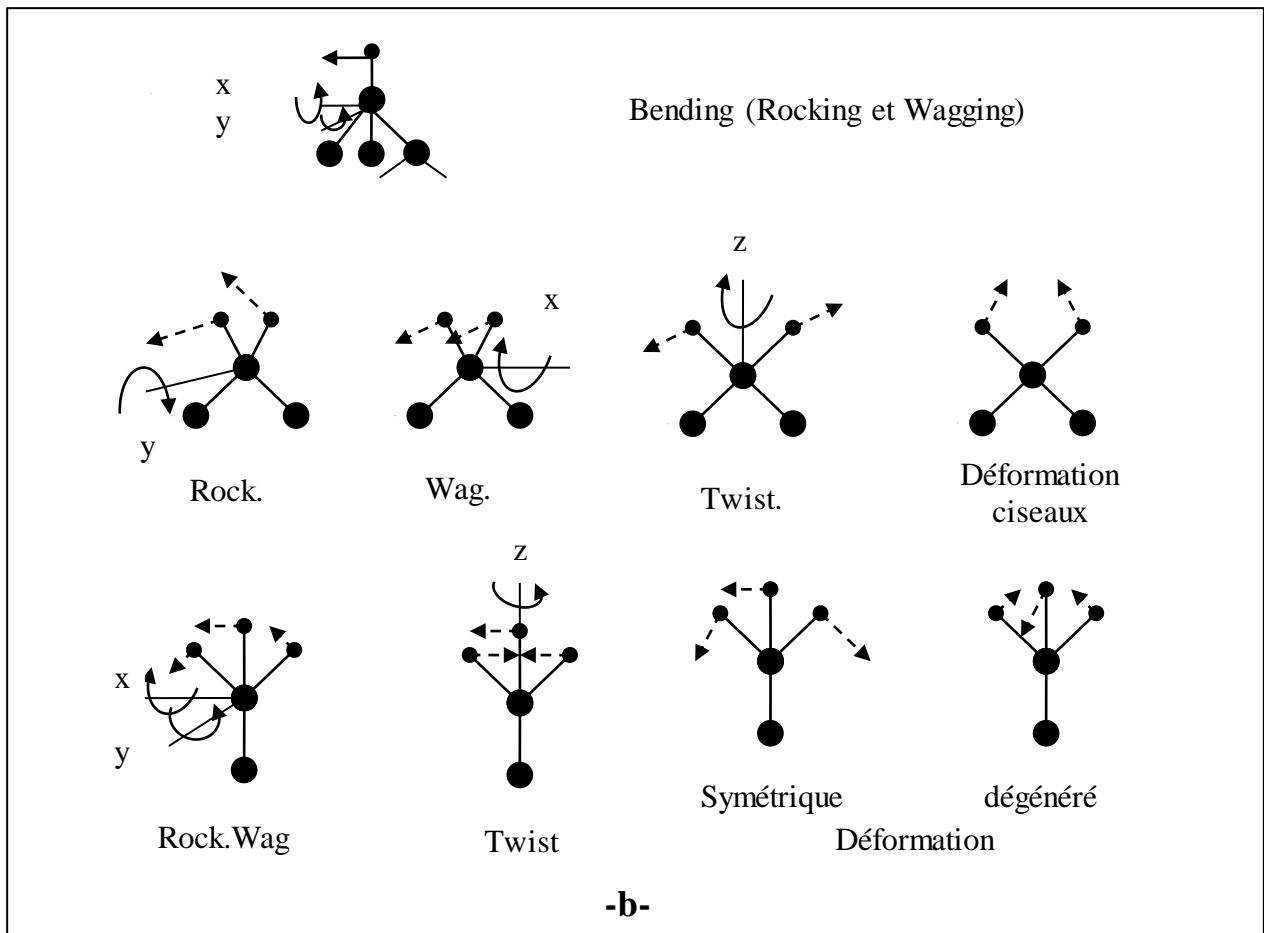 x
y
Bending (Rocking et Wagging)
z
x
y
Rock.
Wag.
Twist.
Déformation
ciseaux
z
x
y
Rock.Wag
Twist
Symétrique
dégénéré
Déformation
-b-